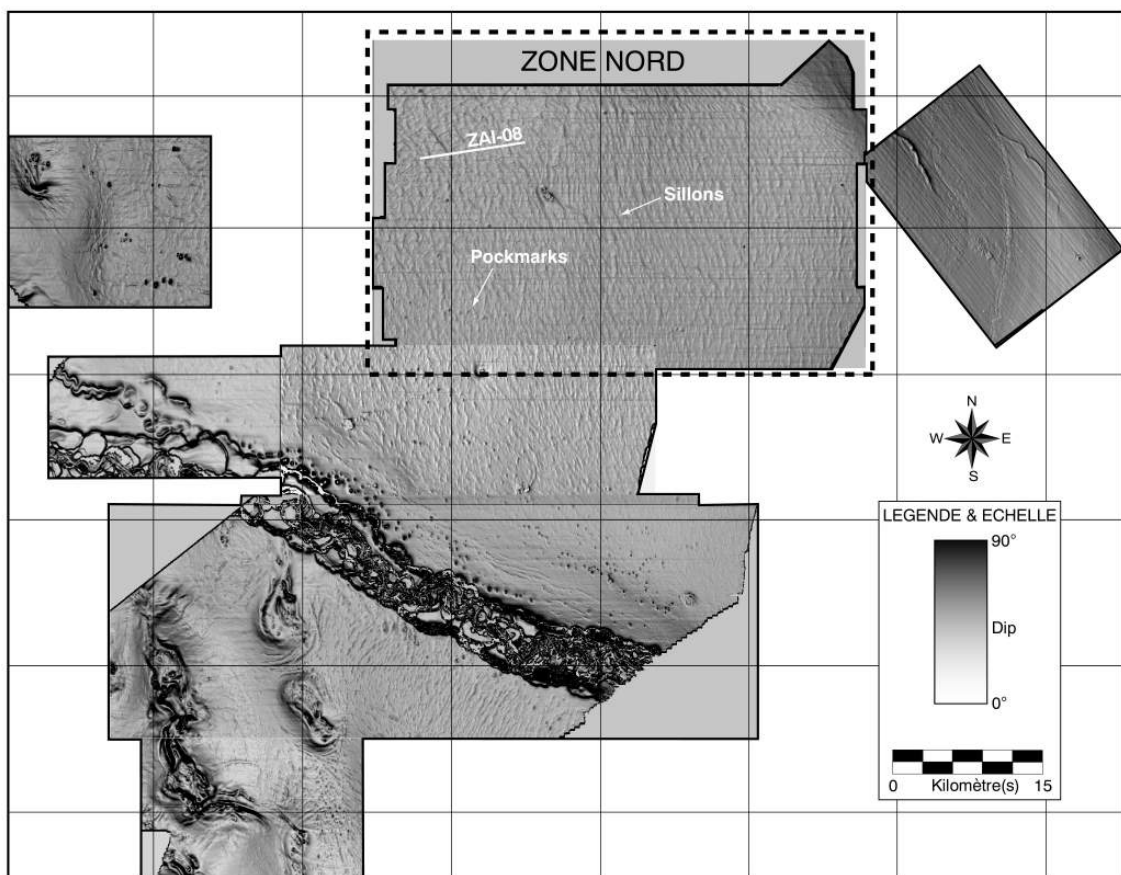 ZONE NORD
ZAI-08
Sillons
Pockmarks
N
W E
S
LEGENDE & ECHELLE
90°
Dip
0°
0 Kilomètre(s) 15